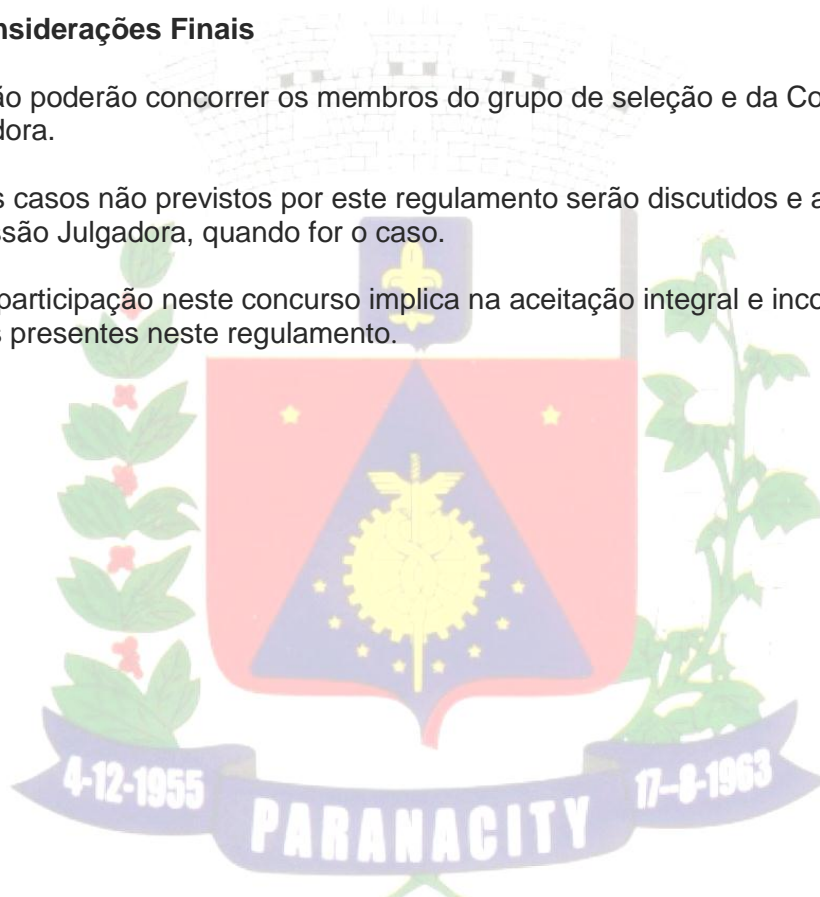 nsiderações Finais
ão poderão concorrer os membros do grupo de seleção e da Co
dora.
s casos não previstos por este regulamento serão discutidos e a
ssão Julgadora, quando for o caso.
participação neste concurso implica na aceitação integral e inco
s presentes neste regulamento.
4-12-1955
PARANACITY
17-8-1963